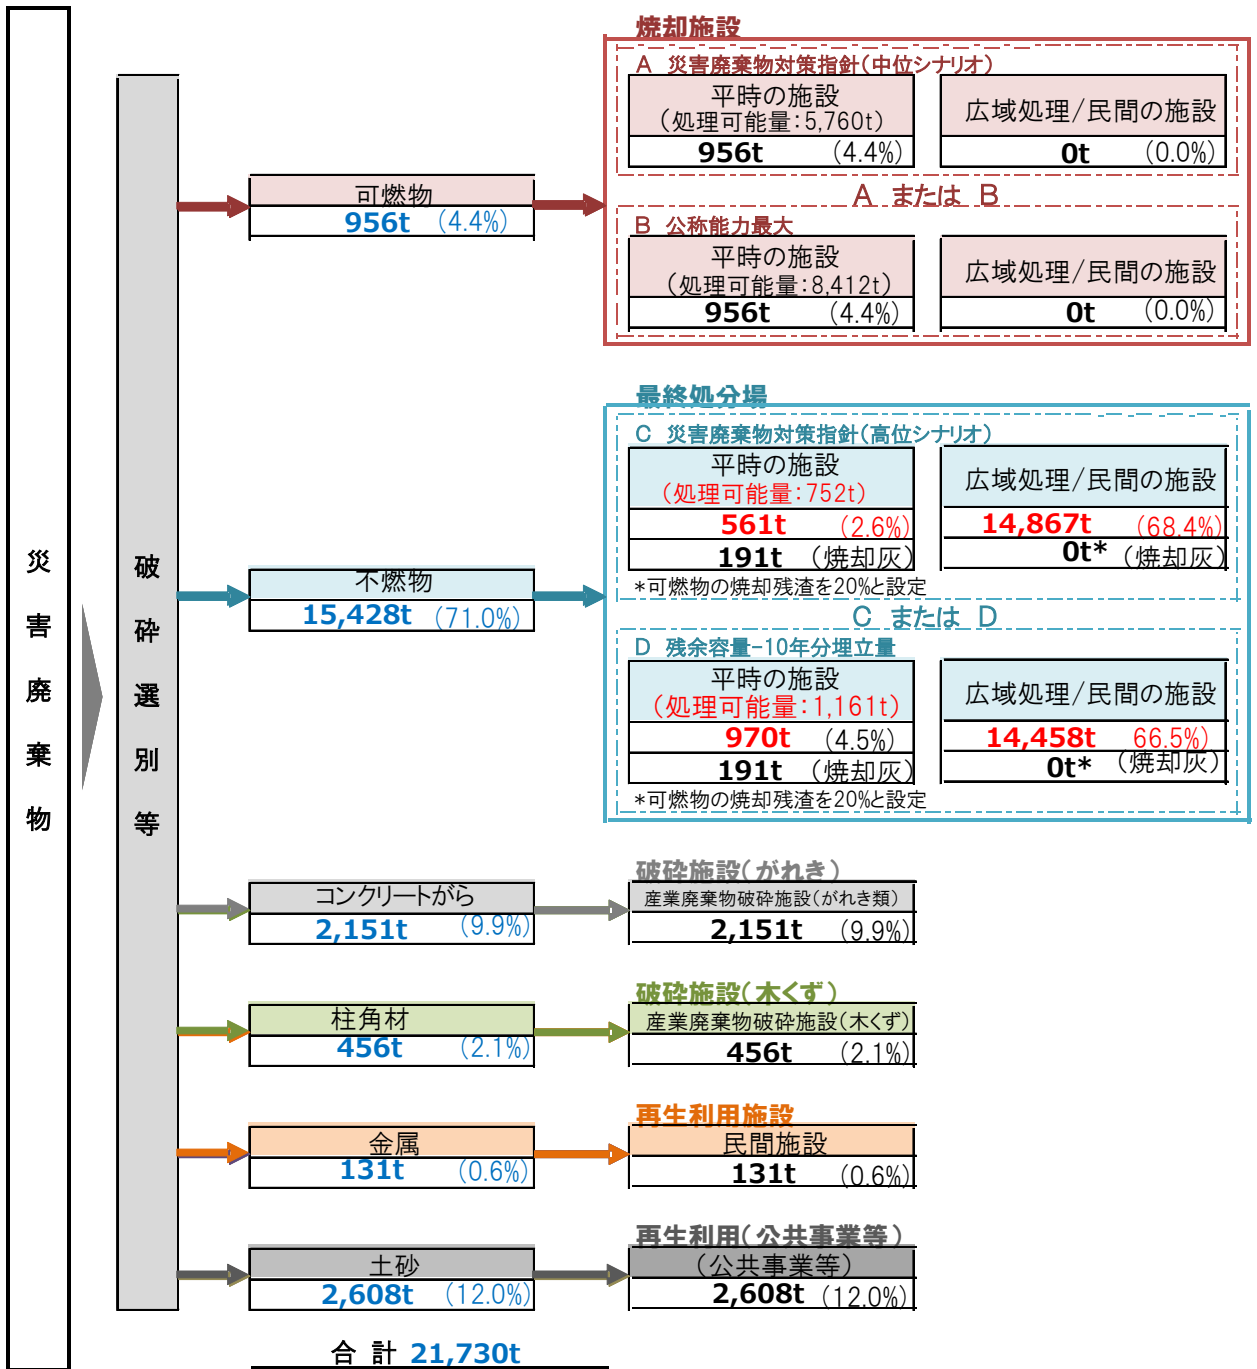 災害廃棄物
破砕選別等
焼却施設
A 災害廃棄物対策指針(中位シナリオ)
平時の施設
(処理可能量:5,760t)
956t (4.4%)
広域処理/民間の施設
0t (0.0%)
A または B
B 公称能力最大
平時の施設
(処理可能量:8,412t)
956t (4.4%)
広域処理/民間の施設
0t (0.0%)
可燃物
956t (4.4%)
最終処分場
C 災害廃棄物対策指針(高位シナリオ)
平時の施設
(処理可能量:752t)
561t (2.6%)
191t (焼却灰)
広域処理/民間の施設
14,867t (68.4%)
0t* (焼却灰)
*可燃物の焼却残渣を20%と設定
C または D
D 残余容量-10年分埋立量
平時の施設
(処理可能量:1,161t)
970t (4.5%)
191t (焼却灰)
広域処理/民間の施設
14,458t 66.5%)
0t* (焼却灰)
*可燃物の焼却残渣を20%と設定
不燃物
15,428t (71.0%)
コンクリートがら
2,151t (9.9%)
破砕施設(がれき)
産業廃棄物破砕施設(がれき類)
2,151t (9.9%)
柱角材
456t (2.1%)
破砕施設(木くず)
産業廃棄物破砕施設(木くず)
456t (2.1%)
金属
131t (0.6%)
再生利用施設
民間施設
131t (0.6%)
土砂
2,608t (12.0%)
再生利用(公共事業等)
(公共事業等)
2,608t (12.0%)
合 計 21,730t